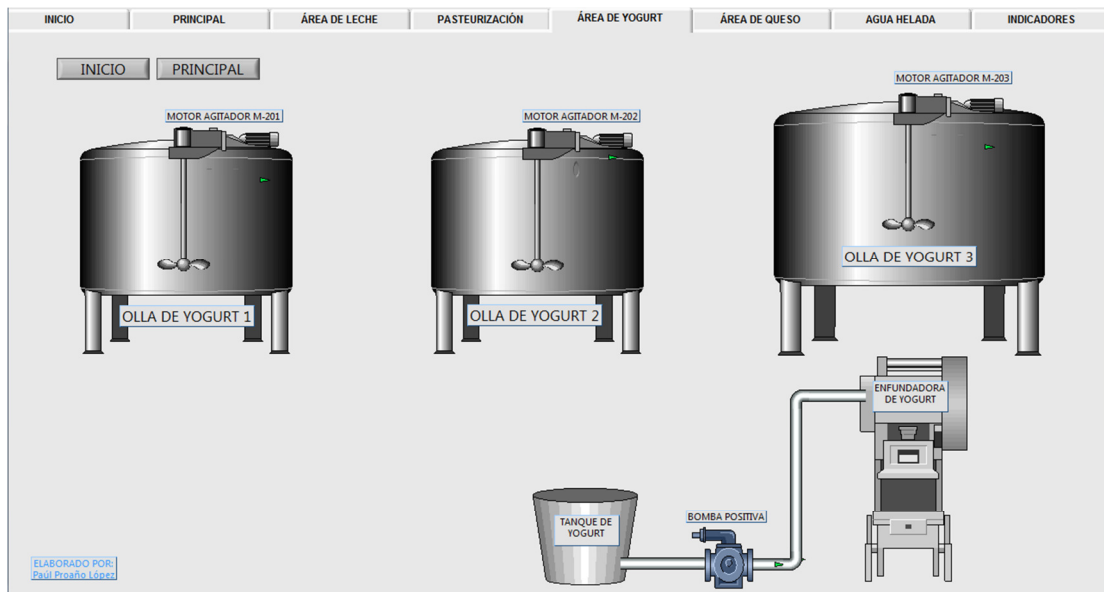 INICIO
PRINCIPAL
ÁREA DE LECHE
PASTEURIZACIÓN
ÁREA DE YOGURT
ÁREA DE QUESO
AGUA HELADA
INDICADORES
INICIO
PRINCIPAL
MOTOR AGITADOR M-201
MOTOR AGITADOR M-202
MOTOR AGITADOR M-203
OLLA DE YOGURT 1
OLLA DE YOGURT 2
OLLA DE YOGURT 3
ENFUNDADORA
DE YOGURT
TANQUE DE
YOGURT
BOMBA POSITIVA
ELABORADO POR:
Paúl Proaño López